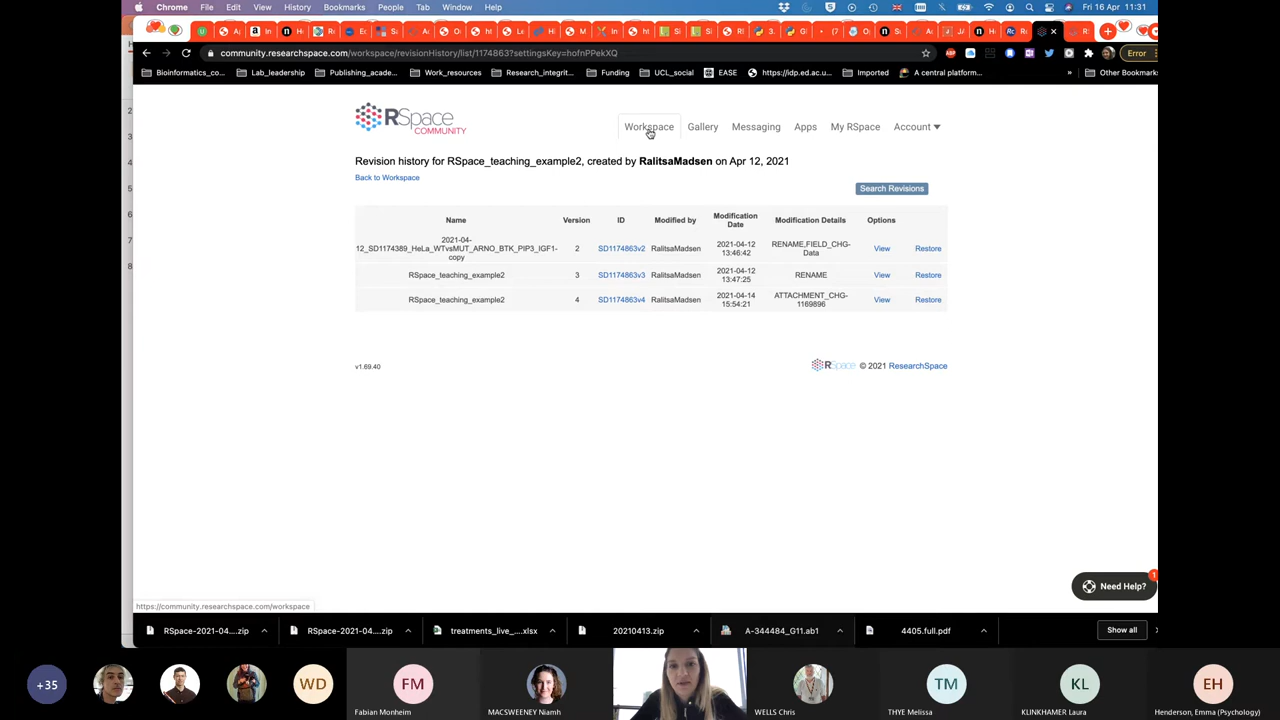 Chrome File Edit View History Bookmarks People Tab Window Help
Fri 16 Apr 11:31
community.researchspace.com/workspace/revisionHistory/list/1174863?settingsKey=hofnPPekXQ
Error
Bioinformatics_co... Lab_leadership Publishing_acade... Work_resources Research_integrit... Funding UCL_social EASE https://idp.ed.ac.u... Imported A central platform... » Other Bookmarks
RSpace
COMMUNITY
Workspace Gallery Messaging Apps My RSpace Account
Revision history for RSpace_teaching_example2, created by RalitsaMadsen on Apr 12, 2021
Back to Workspace
Search Revisions
Name Version ID Modified by Modification Date Modification Details Options
2021-04-12_SD1174389_HeLa_WTvsMUT_ARNO_BTK_PIP3_IGF1-copy 2 SD1174863v2 RalitsaMadsen 2021-04-12 13:46:42 RENAME,FIELD_CHG-Data View Restore
RSpace_teaching_example2 3 SD1174863v3 RalitsaMadsen 2021-04-12 13:47:25 RENAME View Restore
RSpace_teaching_example2 4 SD1174863v4 RalitsaMadsen 2021-04-14 15:54:21 ATTACHMENT_CHG-1169896 View Restore
v1.69.40
RSpace © 2021 ResearchSpace
Need Help?
1
https://community.researchspace.com/workspace
RSpace-2021-04....zip RSpace-2021-04....zip treatments_live_....xlsx 20210413.zip A-344484_G11.ab1 4405.full.pdf Show all
+35 WD FM TM KL EH
Fabian Monheim MACSWEENEY Niamh WELLS Chris THYE Melissa KLINKHAMER Laura Henderson, Emma (Psychology)